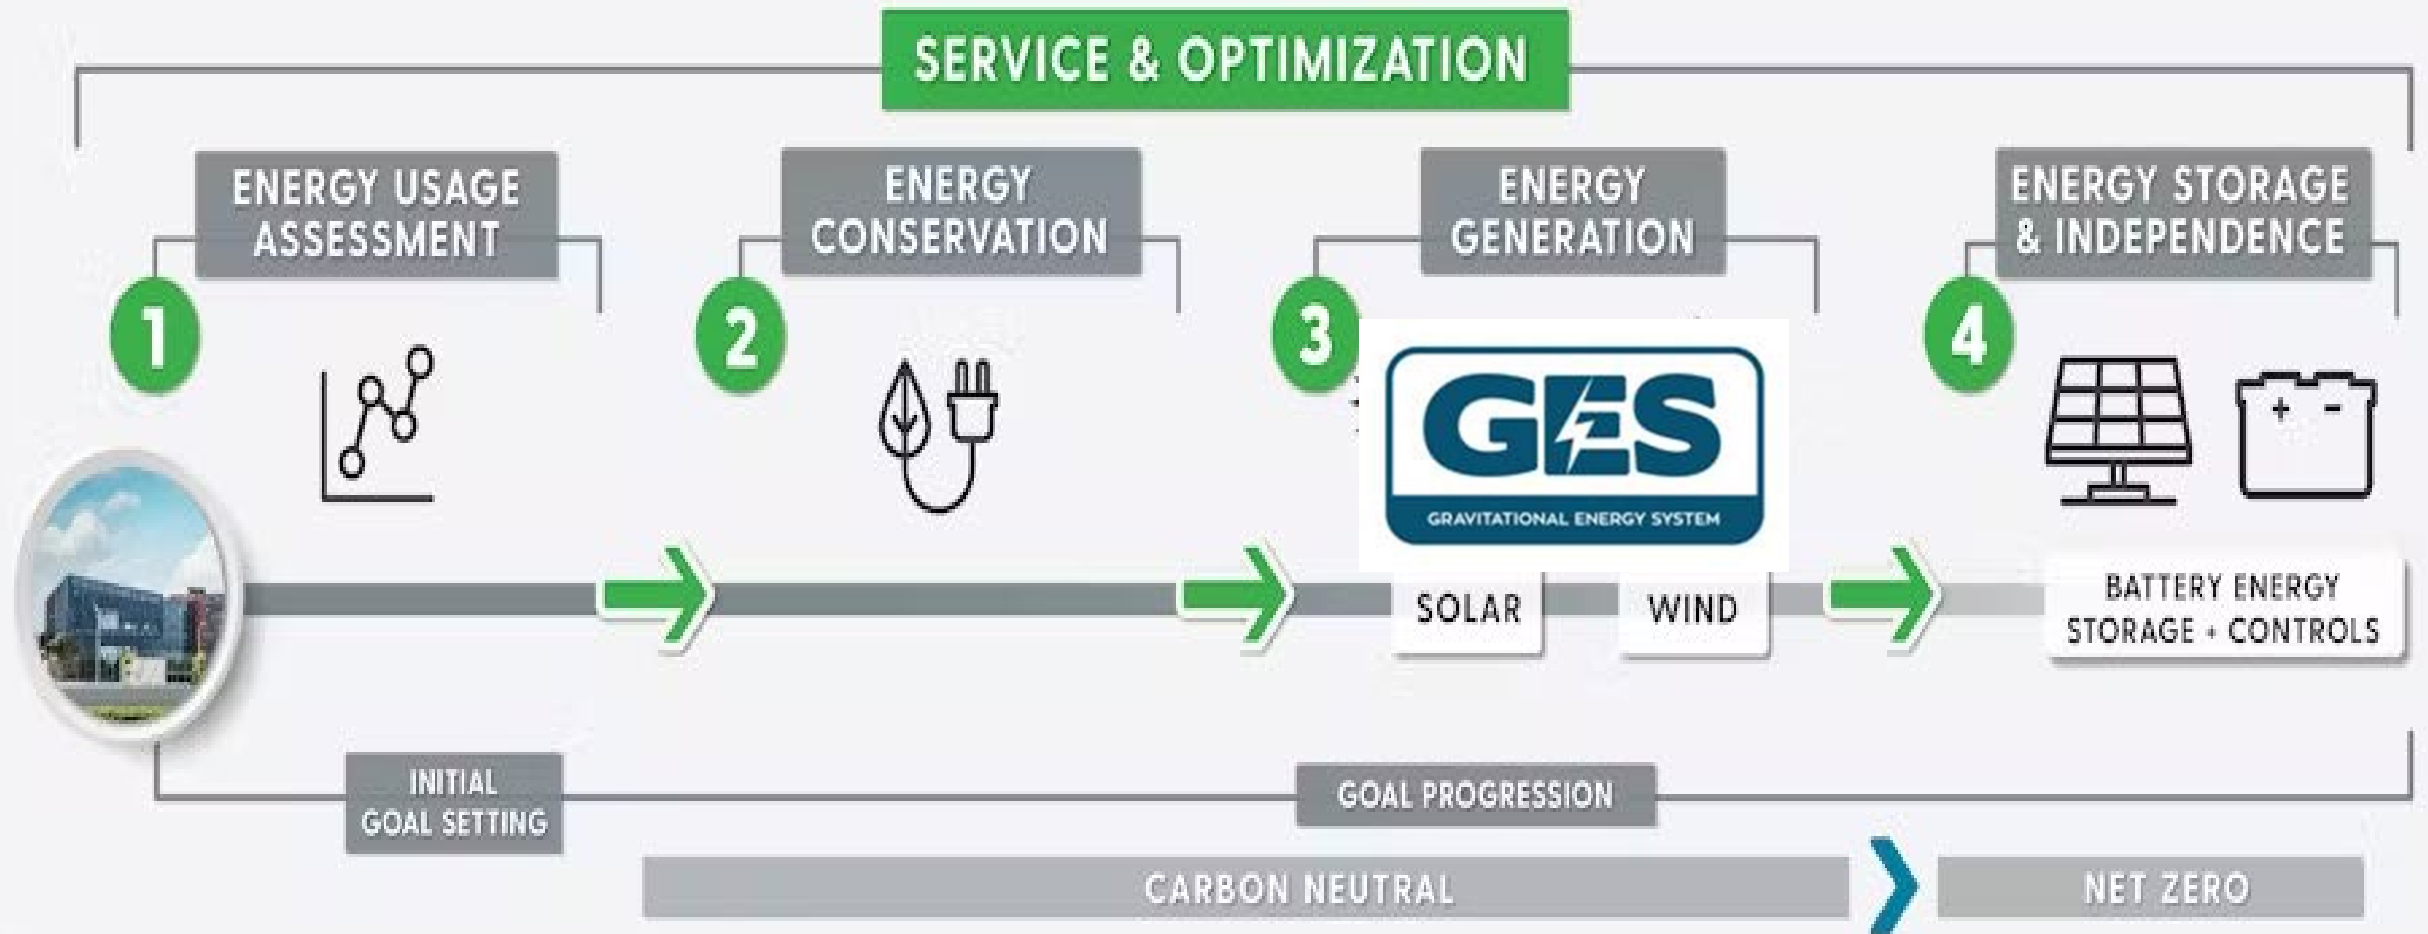 SERVICE & OPTIMIZATION
ENERGY USAGE
ASSESSMENT
ENERGY
CONSERVATION
ENERGY
GENERATION
ENERGY STORAGE
& INDEPENDENCE
1
2
3
4
GES
GRAVITATIONAL ENERGY SYSTEM
+ -
SOLAR
WIND
BATTERY ENERGY
STORAGE + CONTROLS
INITIAL
GOAL SETTING
GOAL PROGRESSION
CARBON NEUTRAL
NET ZERO